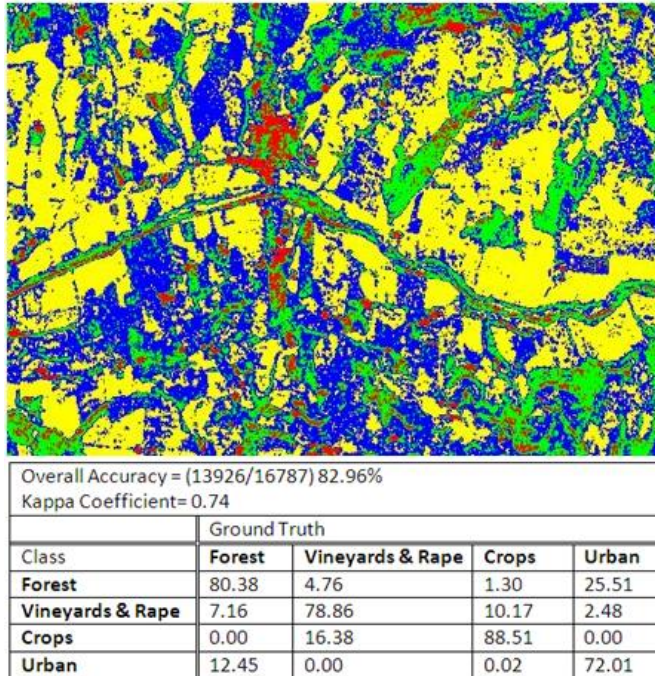 Overall Accuracy = (13926/16787) 82.96%
Kappa Coefficient= 0.74
Ground Truth
Class Forest Vineyards & Rape Crops Urban
Forest 80.38 4.76 1.30 25.51
Vineyards & Rape 7.16 78.86 10.17 2.48
Crops 0.00 16.38 88.51 0.00
Urban 12.45 0.00 0.02 72.01